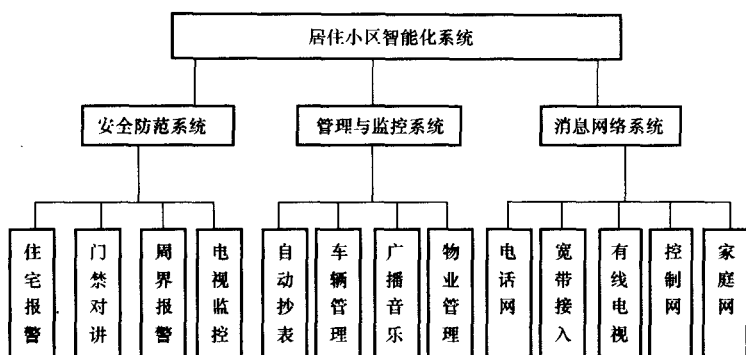 居住小区智能化系统
安全防范系统
管理与监控系统
消息网络系统
住宅报警
门禁对讲
周界报警
电视监控
自动抄表
车辆管理
广播音乐
物业管理
电话网
宽带接入
有线电视
控制网
家庭网